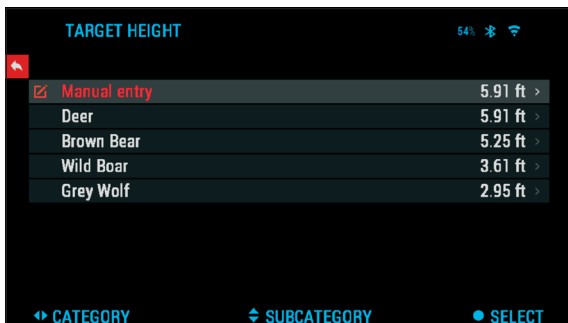 TARGET HEIGHT 54%
Manual entry 5.91 ft >
Deer 5.91 ft >
Brown Bear 5.25 ft >
Wild Boar 3.61 ft >
Grey Wolf 2.95 ft >
CATEGORY SUBCATEGORY SELECT